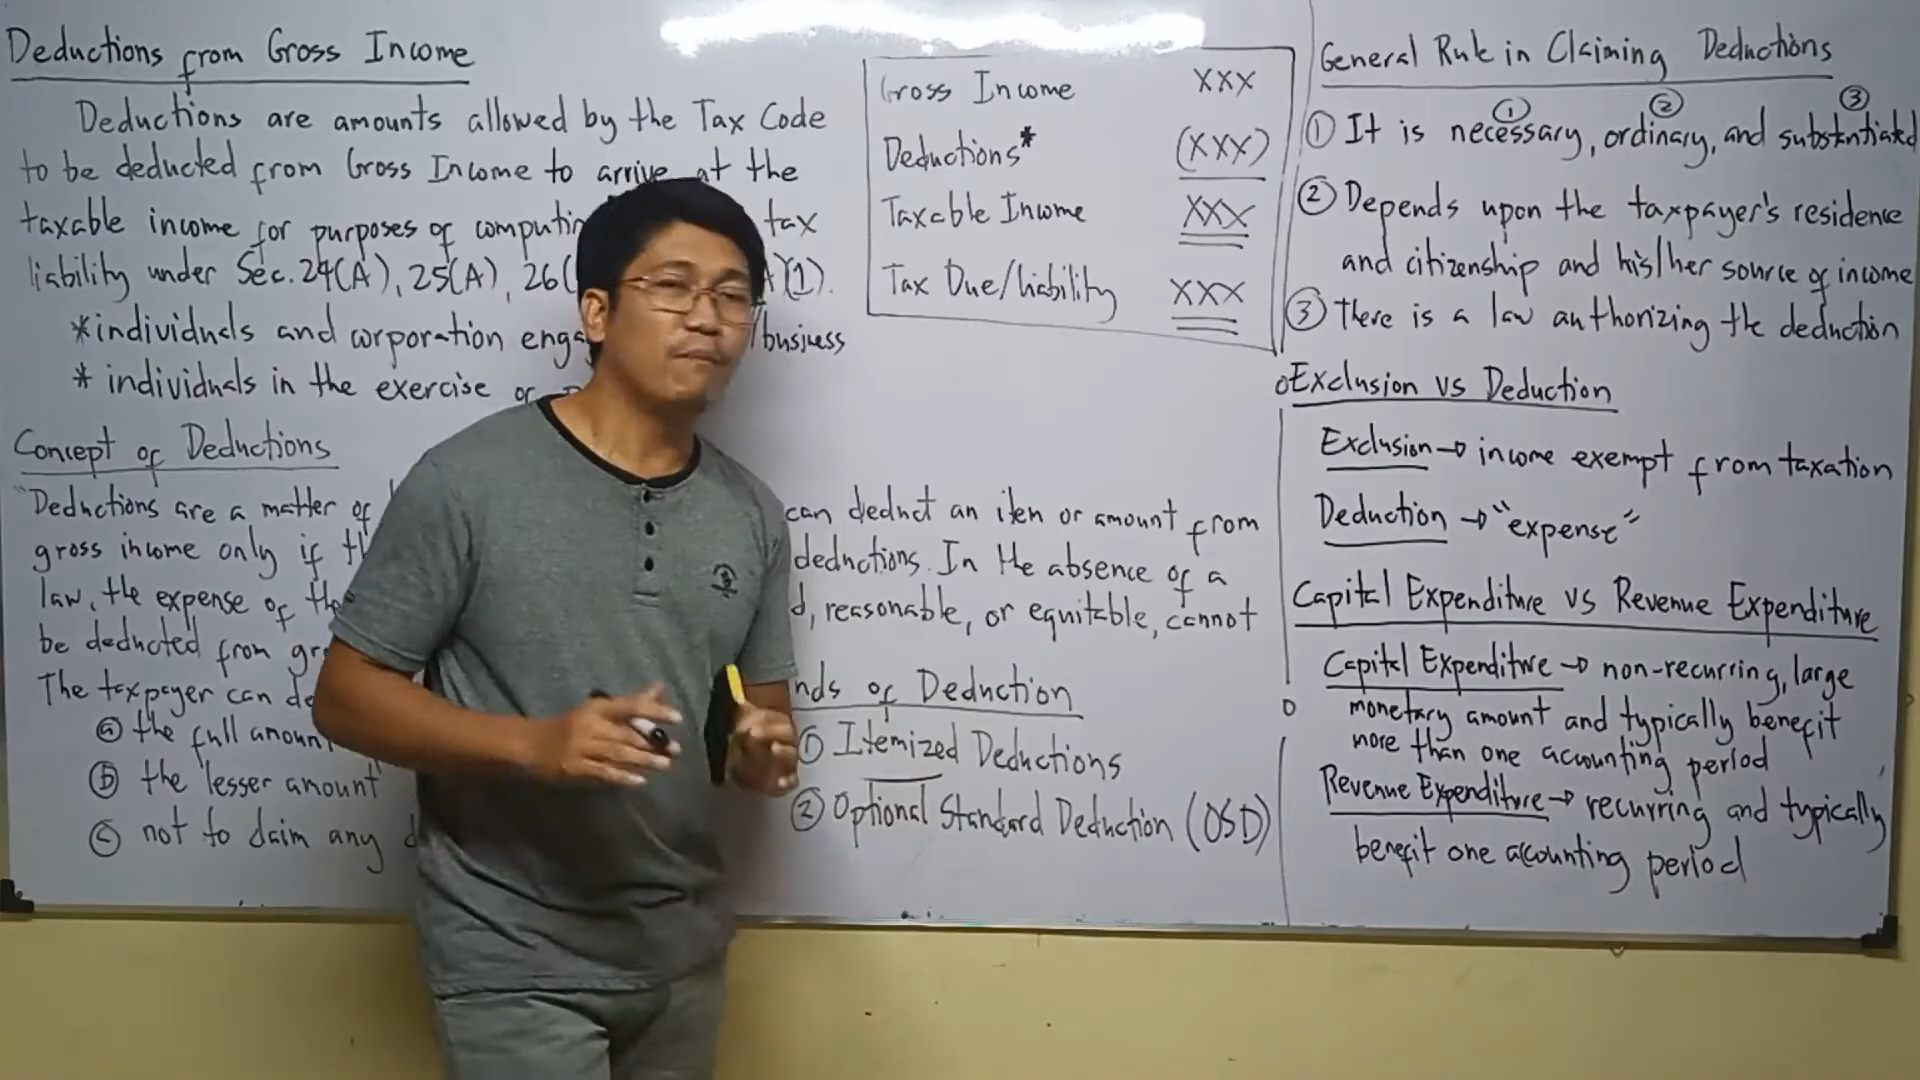 Deductions from Gross Income
Deductions are amounts allowed by the Tax Code
to be deducted from Gross Income to arrive at the
taxable income for purposes of tax
liability under Sec. 24(A), 25(A), 26( )(1).
*individuals and corporation business
* individuals in the exercise
Concept of Deductions
"Deductions are a matter of can deduct an item or amount from
gross income only if deductions. In the absence of a
law, the expense of the reasonable, or equitable, cannot
be deducted from
The taxpayer can
ⓐ the full amount
ⓑ the lesser amount
ⓒ not to claim any
Gross Income XXX
Deductions* (XXX)
Taxable Income XXX
Tax Due/liability XXX
of Deduction
① Itemized Deductions
② Optional Standard Deduction (OSD)
General Rule in Claiming Deductions
① ② ③
① It is necessary, ordinary, and substantiated
② Depends upon the taxpayer's residence
and citizenship and his/her source of income
③ There is a law authorizing the deduction
Exclusion vs Deduction
Exclusion → income exempt from taxation
Deduction → "expense"
Capital Expenditure vs Revenue Expenditure
Capital Expenditure → non-recurring, large
monetary amount and typically benefit
more than one accounting period
Revenue Expenditure → recurring and typically
benefit one accounting period